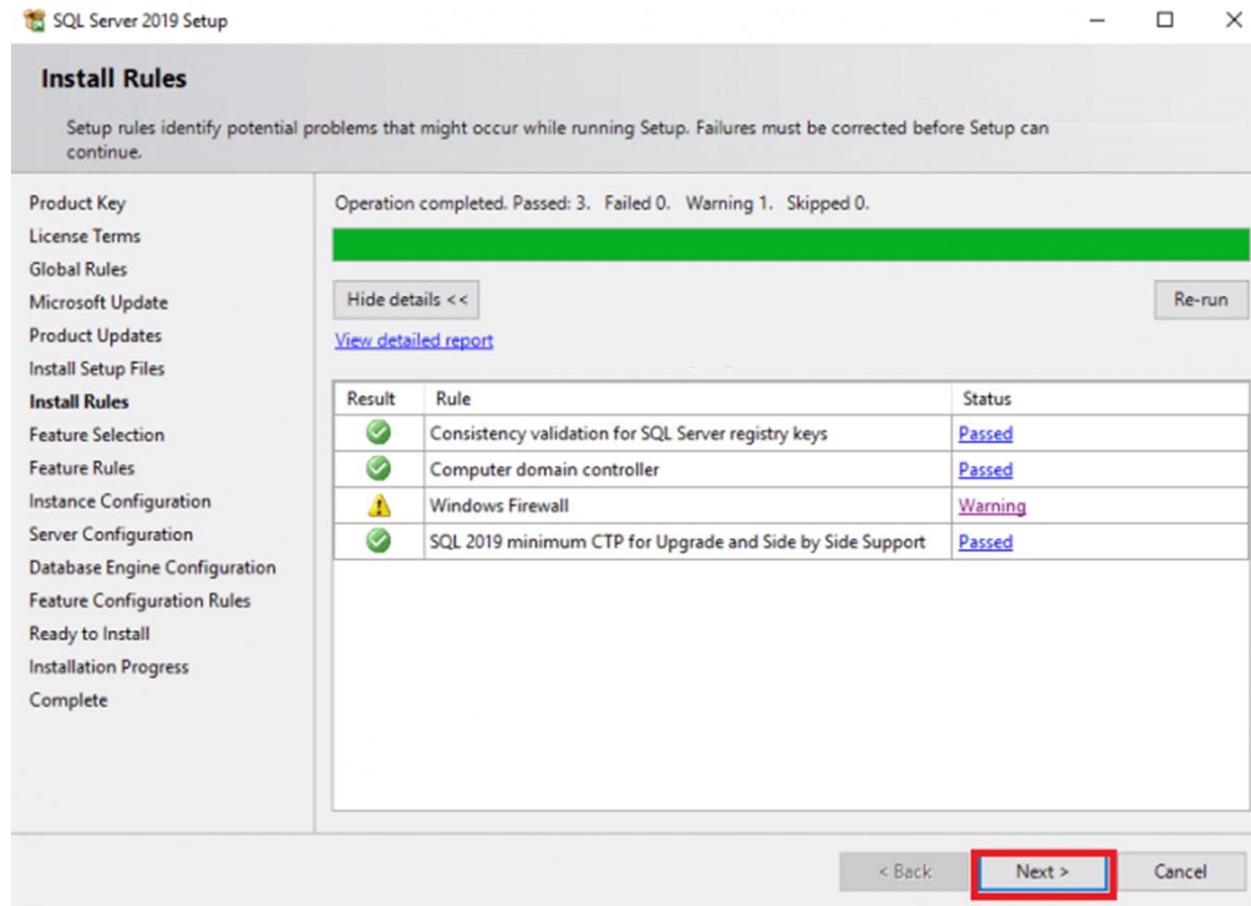 SQL Server 2019 Setup
Install Rules
Setup rules identify potential problems that might occur while running Setup. Failures must be corrected before Setup can
continue.
Product Key
License Terms
Global Rules
Microsoft Update
Product Updates
Install Setup Files
Install Rules
Feature Selection
Feature Rules
Instance Configuration
Server Configuration
Database Engine Configuration
Feature Configuration Rules
Ready to Install
Installation Progress
Complete
Operation completed. Passed: 3.   Failed 0.   Warning 1.   Skipped 0.
Hide details <<
Re-run
View detailed report
Result Rule Status
Consistency validation for SQL Server registry keys Passed
Computer domain controller Passed
Windows Firewall Warning
SQL 2019 minimum CTP for Upgrade and Side by Side Support Passed
< Back Next > Cancel